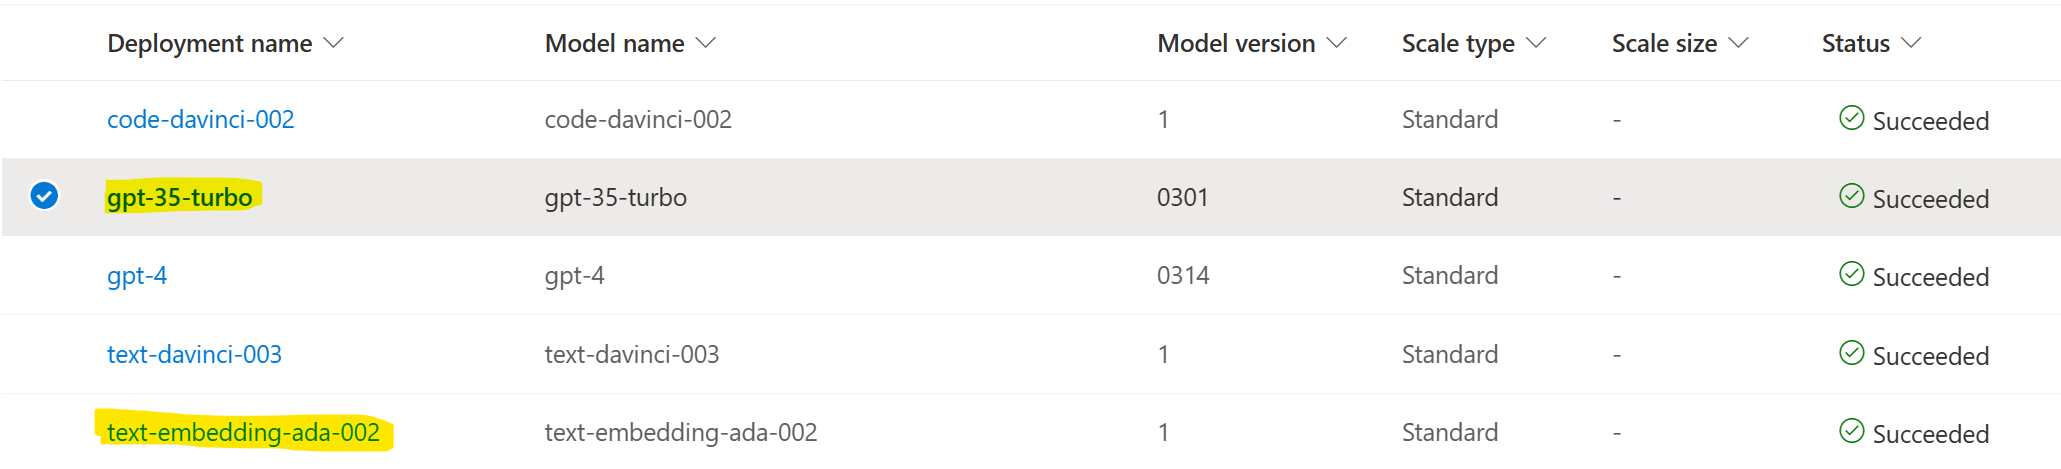 Deployment name Model name Model version Scale type Scale size Status
code-davinci-002 code-davinci-002 1 Standard - Succeeded
gpt-35-turbo gpt-35-turbo 0301 Standard - Succeeded
gpt-4 gpt-4 0314 Standard - Succeeded
text-davinci-003 text-davinci-003 1 Standard - Succeeded
text-embedding-ada-002 text-embedding-ada-002 1 Standard - Succeeded